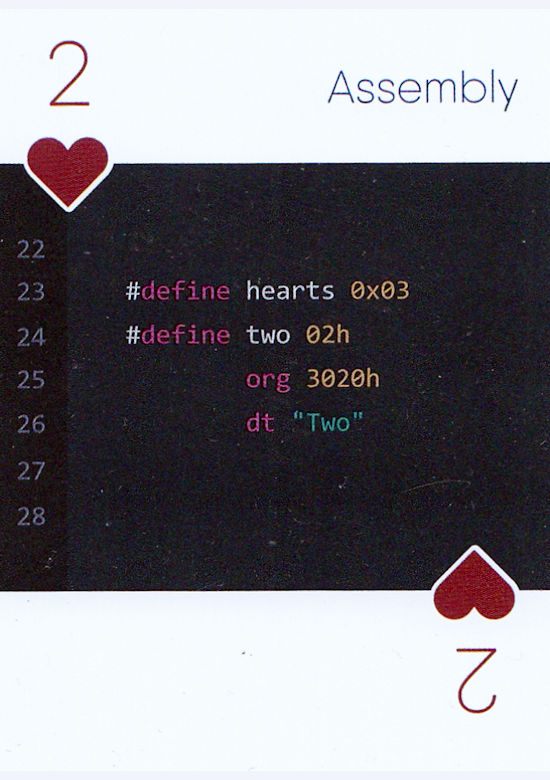 2
Assembly
22
23 #define hearts 0x03
24 #define two 02h
25 org 3020h
26 dt "Two"
27
28
2